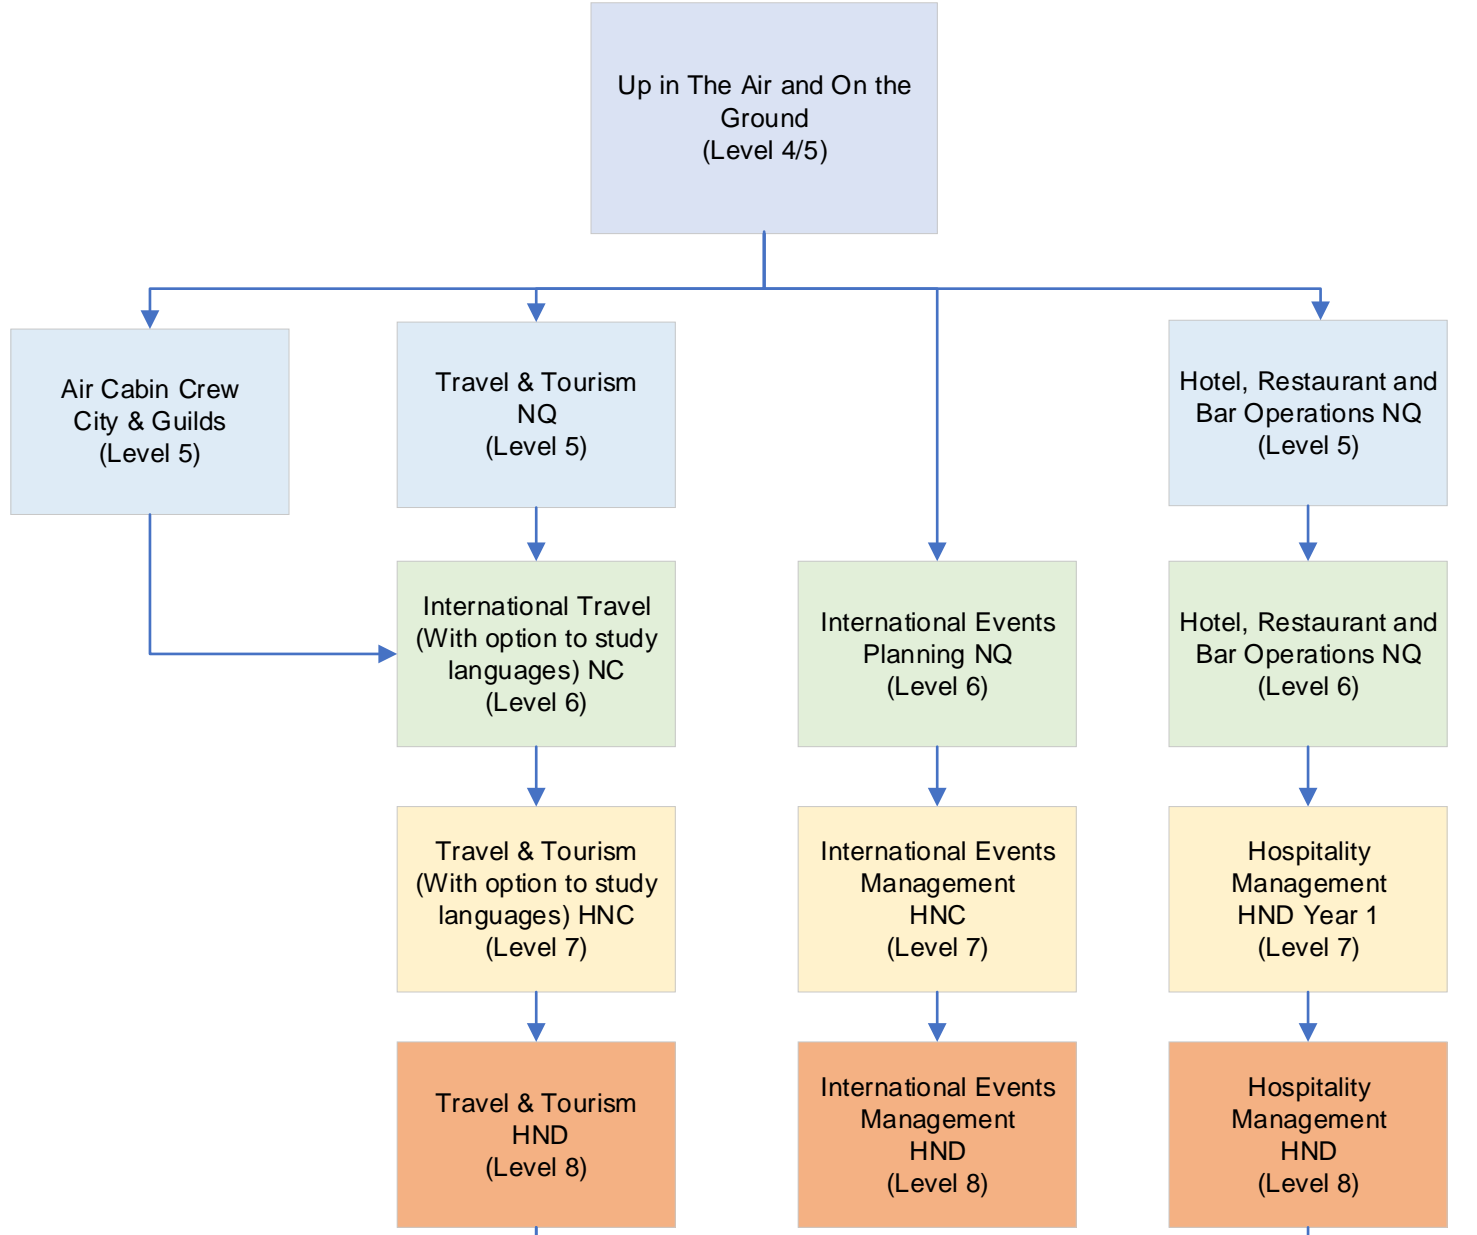 Up in The Air and On the
Ground
(Level 4/5)
Air Cabin Crew
City & Guilds
(Level 5)
Travel & Tourism
NQ
(Level 5)
Hotel, Restaurant and
Bar Operations NQ
(Level 5)
International Travel
(With option to study
languages) NC
(Level 6)
International Events
Planning NQ
(Level 6)
Hotel, Restaurant and
Bar Operations NQ
(Level 6)
Travel & Tourism
(With option to study
languages) HNC
(Level 7)
International Events
Management
HNC
(Level 7)
Hospitality
Management
HND Year 1
(Level 7)
Travel & Tourism
HND
(Level 8)
International Events
Management
HND
(Level 8)
Hospitality
Management
HND
(Level 8)